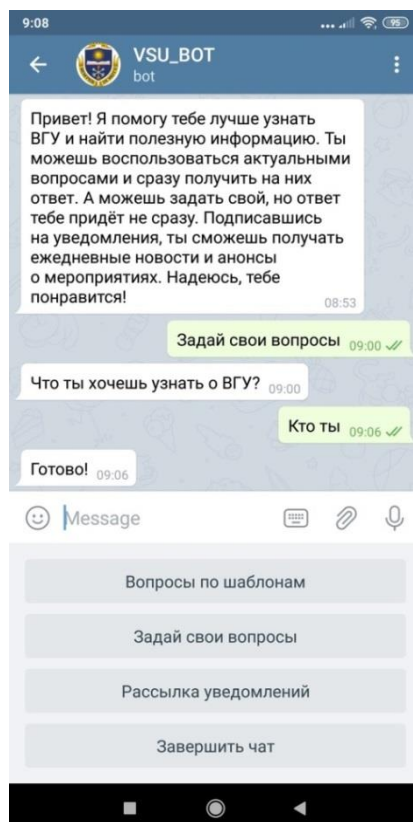 9:08
95
VSU_BOT
bot
Привет! Я помогу тебе лучше узнать
ВГУ и найти полезную информацию. Ты
можешь воспользоваться актуальными
вопросами и сразу получить на них
ответ. А можешь задать свой, но ответ
тебе придёт не сразу. Подписавшись
на уведомления, ты сможешь получать
ежедневные новости и анонсы
о мероприятиях. Надеюсь, тебе
понравится!
08:53
Задай свои вопросы 09:00
Что ты хочешь узнать о ВГУ? 09:00
Кто ты 09:06
Готово! 09:06
Message
Вопросы по шаблонам
Задай свои вопросы
Рассылка уведомлений
Завершить чат